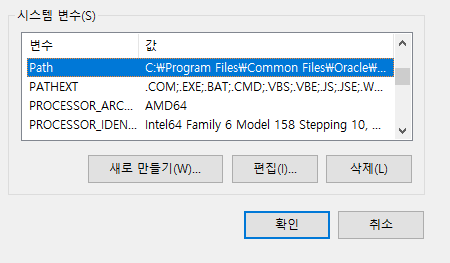 시스템 변수(S)
변수 값
Path C:₩Program Files₩Common Files₩Oracle₩...
PATHEXT .COM;.EXE;.BAT;.CMD;.VBS;.VBE;.JS;.JSE;.W...
PROCESSOR_ARC... AMD64
PROCESSOR_IDEN... Intel64 Family 6 Model 158 Stepping 10, ...
새로 만들기(W)... 편집(I)... 삭제(L)
확인 취소